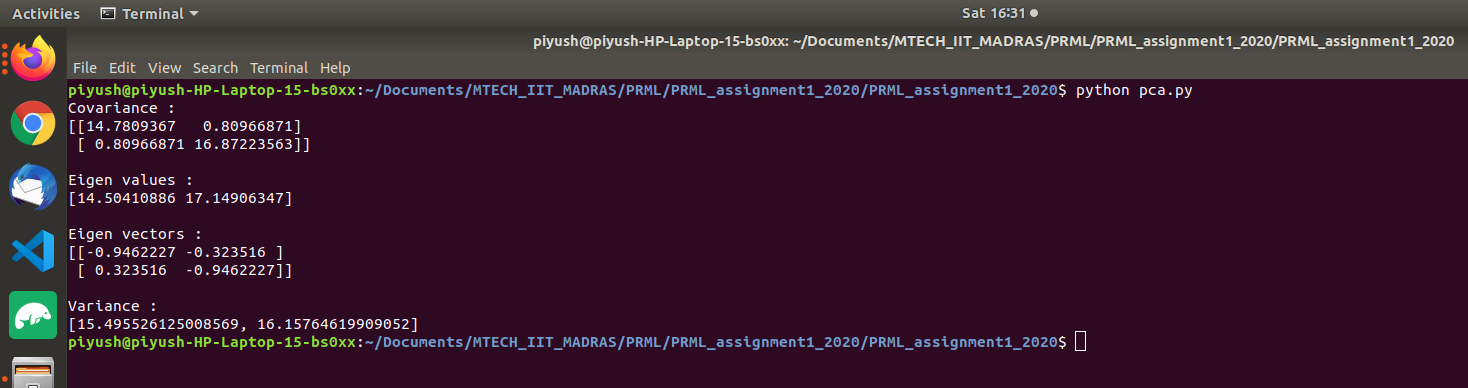 Activities Terminal Sat 16:31
piyush@piyush-HP-Laptop-15-bs0xx: ~/Documents/MTECH_IIT_MADRAS/PRML/PRML_assignment1_2020/PRML_assignment1_2020
File Edit View Search Terminal Help
piyush@piyush-HP-Laptop-15-bs0xx:~/Documents/MTECH_IIT_MADRAS/PRML/PRML_assignment1_2020/PRML_assignment1_2020$ python pca.py
Covariance :
[[14.7809367   0.80966871]
 [ 0.80966871 16.87223563]]
Eigen values :
[14.50410886 17.14906347]
Eigen vectors :
[[-0.9462227 -0.323516 ]
 [ 0.323516  -0.9462227]]
Variance :
[15.495526125008569, 16.15764619909052]
piyush@piyush-HP-Laptop-15-bs0xx:~/Documents/MTECH_IIT_MADRAS/PRML/PRML_assignment1_2020/PRML_assignment1_2020$